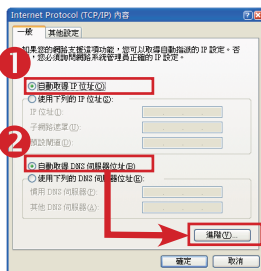 Internet Protocol (TCP/IP) 內容
一般 其他設定
如果您的網路支援這項功能，您可以取得自動指派的 IP 設定。否
，您必須詢問網路系統管理員正確的 IP 設定。
1
自動取得 IP 位址(O)
使用下列的 IP 位址(S):
IP 位址(I):
子網路遮罩(U):
預設閘道(D):
2
自動取得 DNS 伺服器位址(B)
使用下列的 DNS 伺服器位址(E):
慣用 DNS 伺服器(P):
其他 DNS 伺服器(A):
進階(V)...
確定 取消